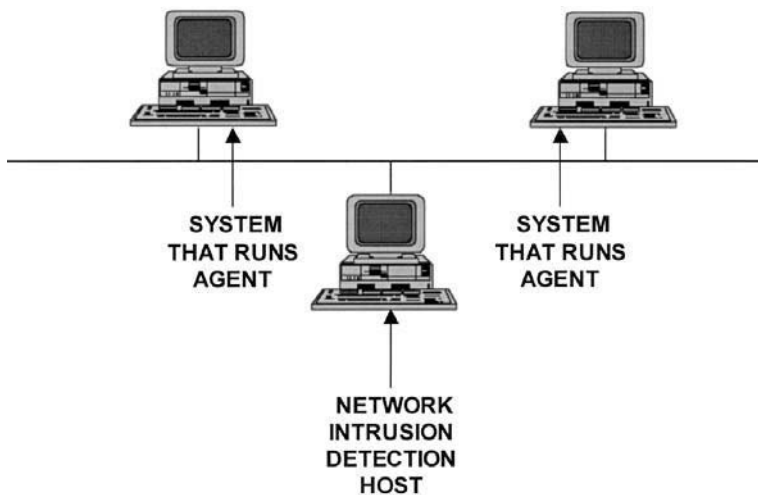 SYSTEM
THAT RUNS
AGENT
SYSTEM
THAT RUNS
AGENT
NETWORK
INTRUSION
DETECTION
HOST